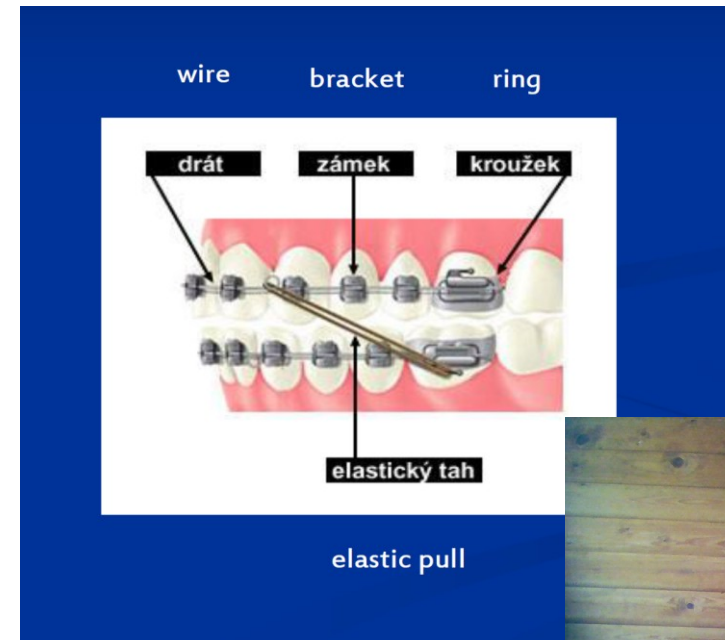 wire bracket ring
drát zámek kroužek
elastický tah
elastic pull